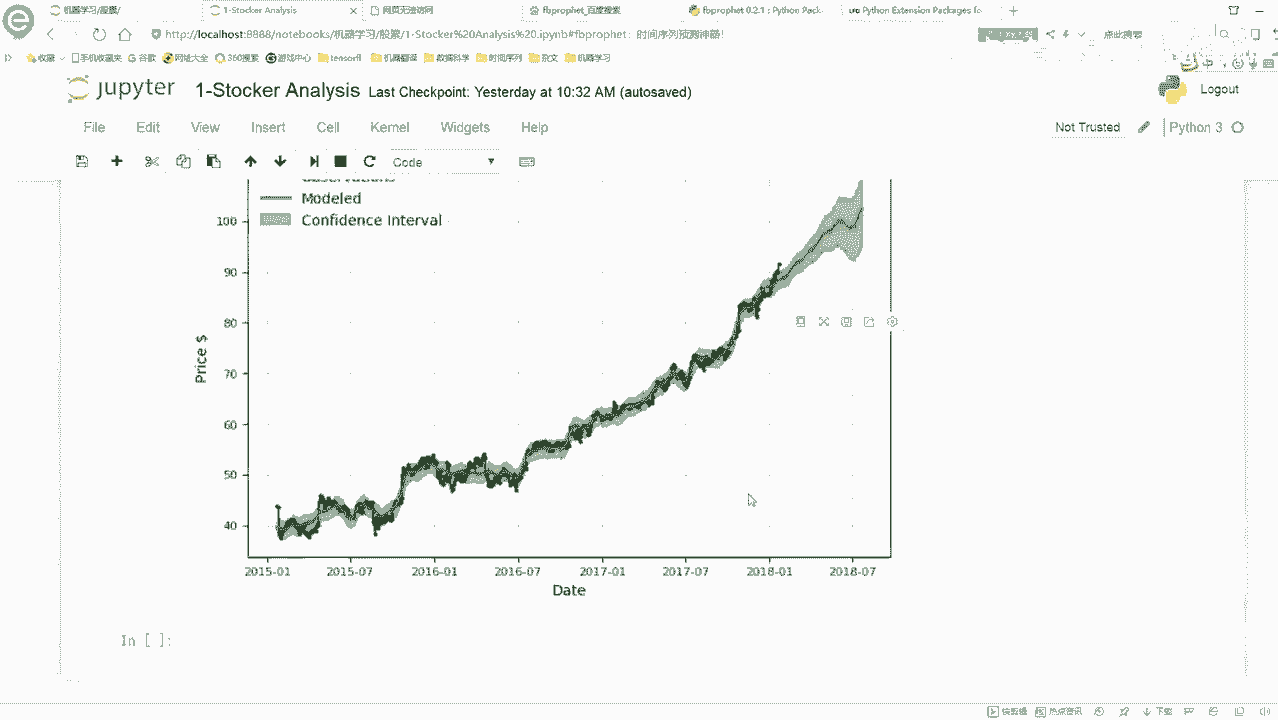 机器学习/股票/
1-Stocker Analysis
网页无法访问
fbprophet_百度搜索
fbprophet 0.2.1 : Python Pack
Python Extension Packages fo
http://localhost:8888/notebooks/机器学习/股票/1-Stocker%20Analysis%20.ipynb#fbprophet：时间序列预测神器！
点此搜索
收藏
手机收藏夹
谷歌
网址大全
360搜索
游戏中心
tensorfl
机器翻译
数据科学
时间序列
杂文
机器学习
jupyter
1-Stocker Analysis
Last Checkpoint: Yesterday at 10:32 AM (autosaved)
Logout
File
Edit
View
Insert
Cell
Kernel
Widgets
Help
Not Trusted
Python 3
Code
Modeled
Confidence Interval
100
90
80
70
60
50
40
Price $
2015-01
2015-07
2016-01
2016-07
2017-01
2017-07
2018-01
2018-07
Date
In [ ]:
快剪辑
热点资讯
下载